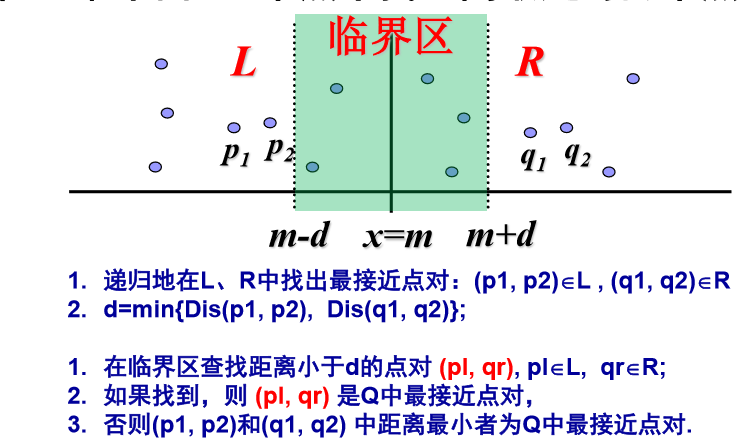 临界区
L R
p1 p2 q1 q2
m-d x=m m+d
1. 递归地在L、R中找出最接近点对：(p1, p2)∈L , (q1, q2)∈R
2. d=min{Dis(p1, p2), Dis(q1, q2)};
1. 在临界区查找距离小于d的点对 (pl, qr), pl∈L, qr∈R;
2. 如果找到，则 (pl, qr) 是Q中最接近点对，
3. 否则(p1, p2)和(q1, q2) 中距离最小者为Q中最接近点对.